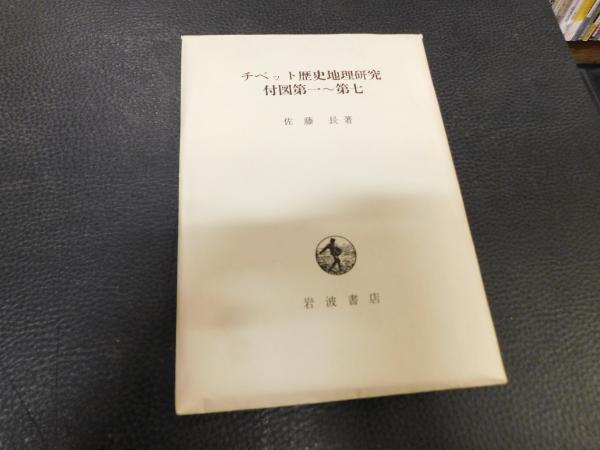 チベット歴史地理研究
付図第一～第七
佐藤 長著
岩波書店